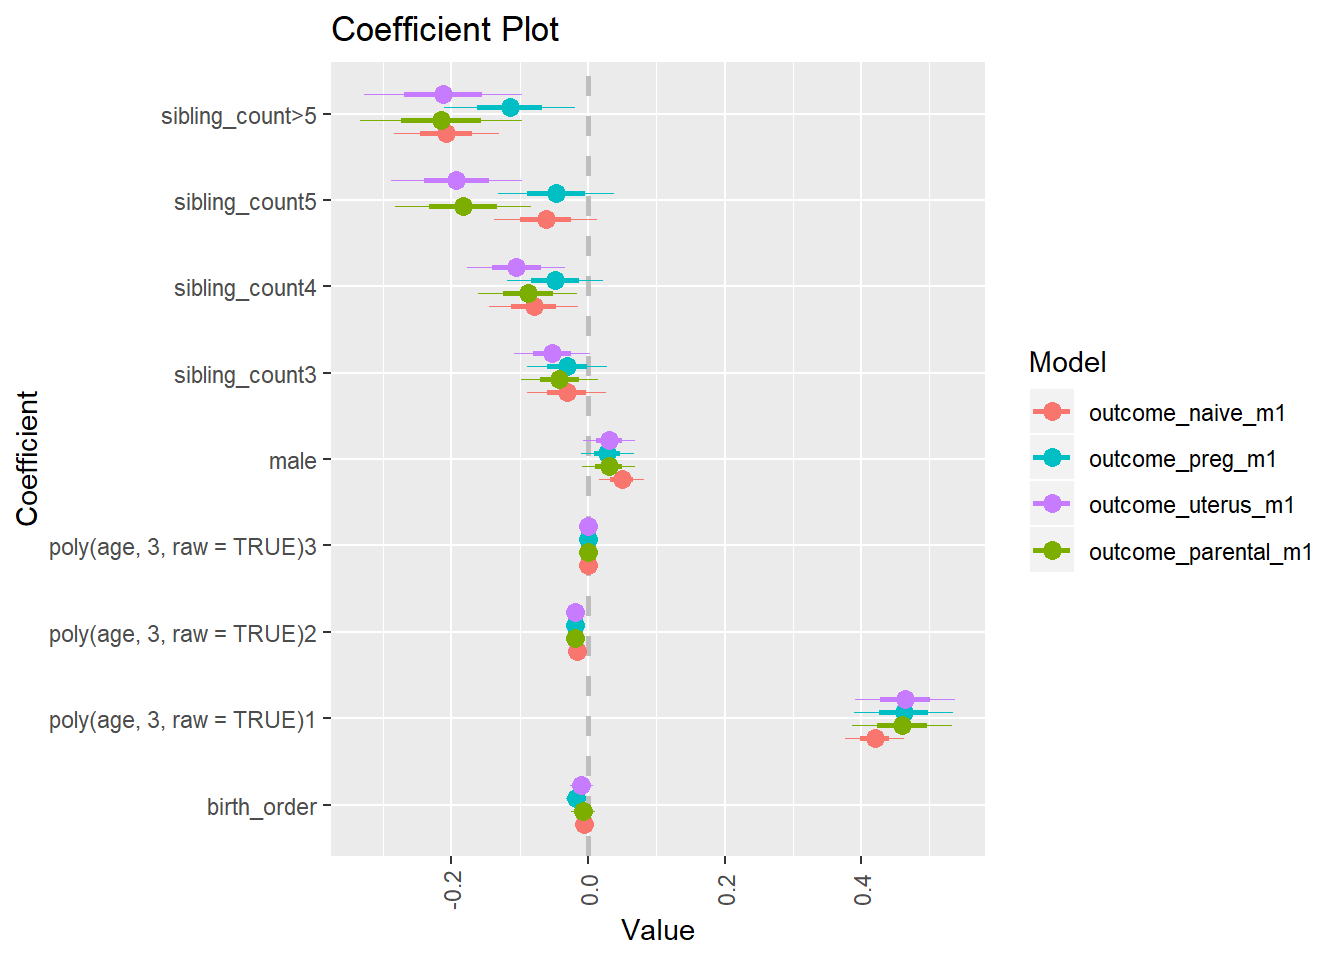 Coefficient Plot
sibling_count>5
sibling_count5
sibling_count4
sibling_count3
male
poly(age, 3, raw = TRUE)3
poly(age, 3, raw = TRUE)2
poly(age, 3, raw = TRUE)1
birth_order
Coefficient
-0.2
0.0
0.2
0.4
Value
Model
outcome_naive_m1
outcome_preg_m1
outcome_uterus_m1
outcome_parental_m1